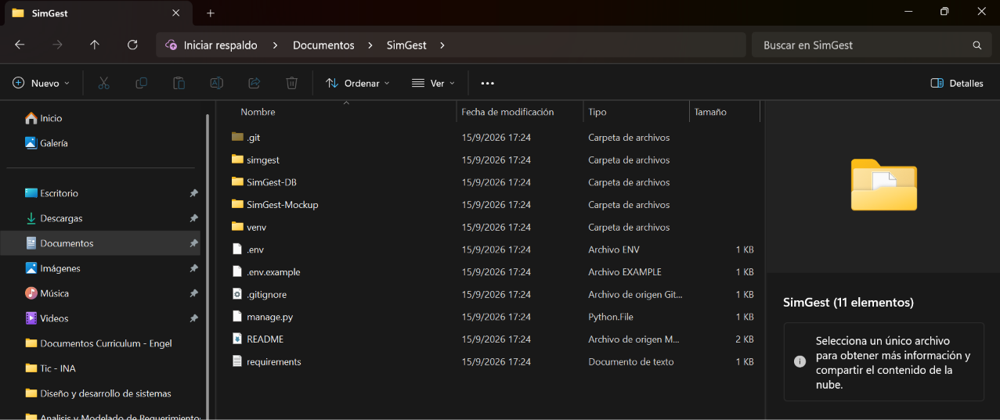 SimGest
Iniciar respaldo > Documentos > SimGest >
Buscar en SimGest
Nuevo
Ordenar
Ver
Detalles
Inicio
Galería
Escritorio
Descargas
Documentos
Imágenes
Música
Videos
Documentos Curriculum - Engel
Tic - INA
Diseño y desarrollo de sistemas
Analisis y Modelado de Requerimiento
Nombre Fecha de modificación Tipo Tamaño
.git 15/9/2026 17:24 Carpeta de archivos
simgest 15/9/2026 17:24 Carpeta de archivos
SimGest-DB 15/9/2026 17:24 Carpeta de archivos
SimGest-Mockup 15/9/2026 17:24 Carpeta de archivos
venv 15/9/2026 17:24 Carpeta de archivos
.env 15/9/2026 17:24 Archivo ENV 1 KB
.env.example 15/9/2026 17:24 Archivo EXAMPLE 1 KB
.gitignore 15/9/2026 17:24 Archivo de origen Git... 1 KB
manage.py 15/9/2026 17:24 Python.File 1 KB
README 15/9/2026 17:24 Archivo de origen M... 2 KB
requirements 15/9/2026 17:24 Documento de texto 1 KB
SimGest (11 elementos)
Selecciona un único archivo
para obtener más información y
compartir el contenido de la
nube.